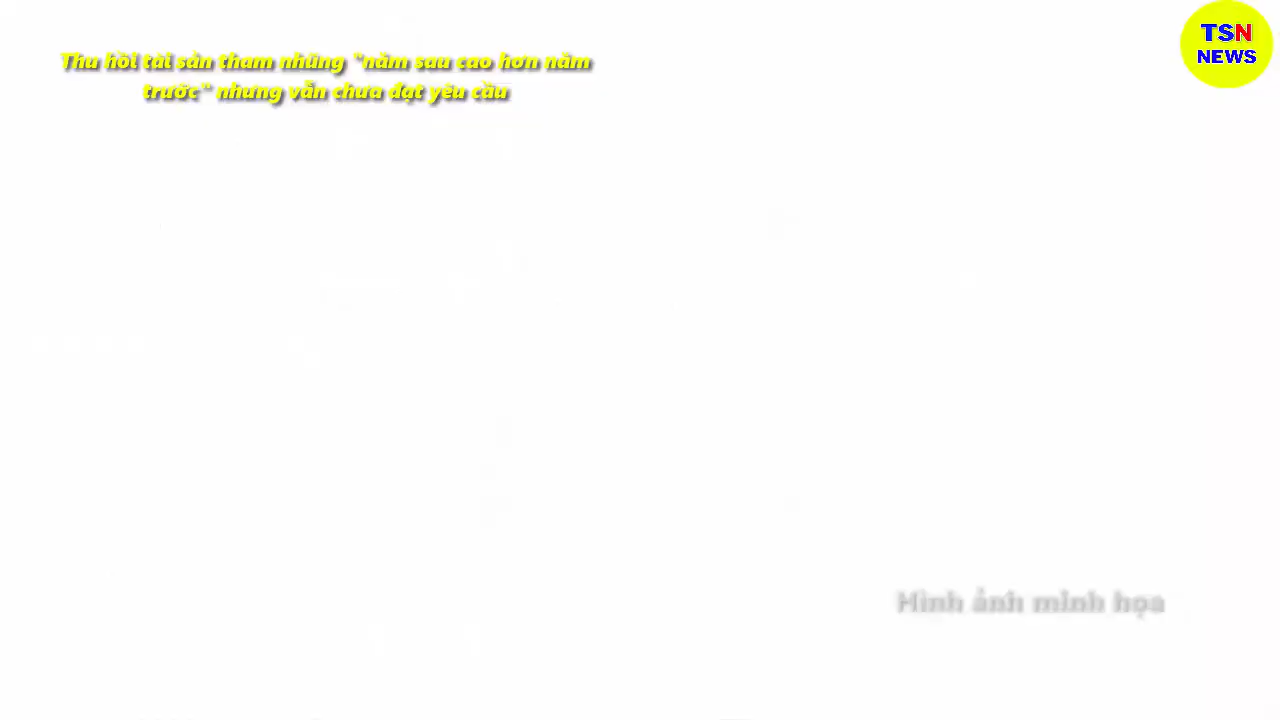 Thu hồi tài sản tham nhũng "năm sau cao hơn năm
trước" nhưng vẫn chưa đạt yêu cầu
TSN
NEWS
Hình ảnh minh họa